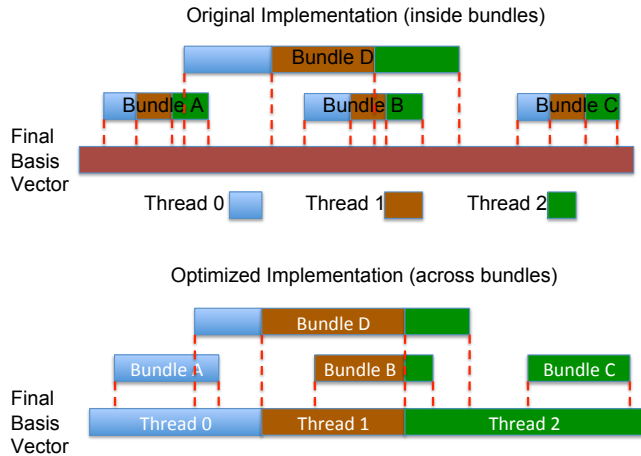 Original Implementation (inside bundles)
Bundle D
Bundle A
Bundle B
Bundle C
Final
Basis
Vector
Thread 0
Thread 1
Thread 2
Optimized Implementation (across bundles)
Bundle D
Bundle A
Bundle B
Bundle C
Final
Basis
Vector
Thread 0
Thread 1
Thread 2